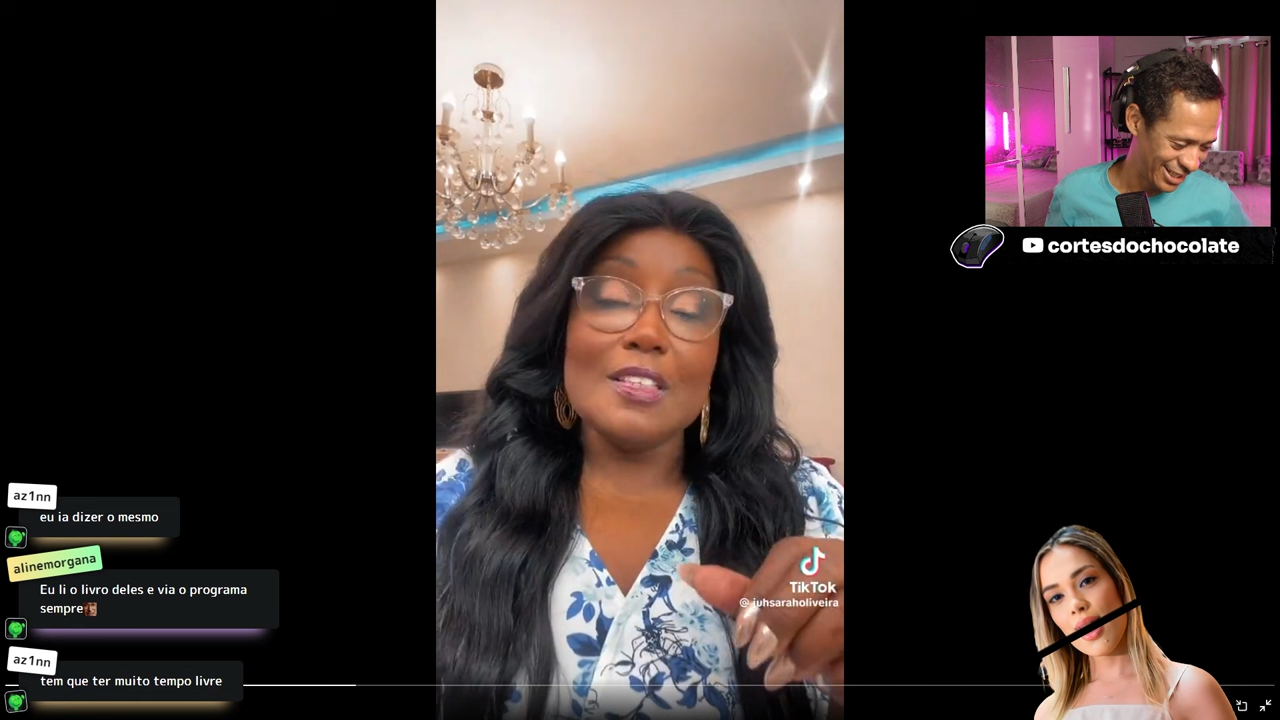 cortesdochocolate
az1nn
eu ia dizer o mesmo
alinemorgana
Eu li o livro deles e via o programa
sempre
az1nn
tem que ter muito tempo livre
TikTok
@_iuhsaraholiveira